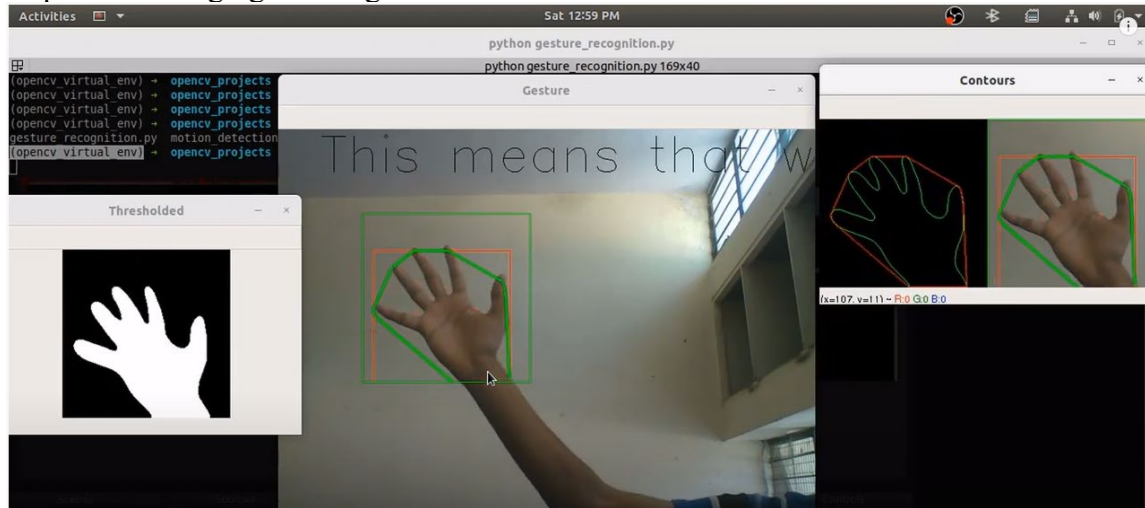 Activities
Sat 12:59 PM
python gesture_recognition.py
python gesture_recognition.py 169x40
(opencv_virtual_env) → opencv_projects
(opencv_virtual_env) → opencv_projects
(opencv_virtual_env) → opencv_projects
(opencv_virtual_env) → opencv_projects
gesture_recognition.py motion_detection
(opencv_virtual_env) → opencv_projects
Gesture
This means that w
Contours
(x=107, y=11) ~ R:0 G:0 B:0
Thresholded